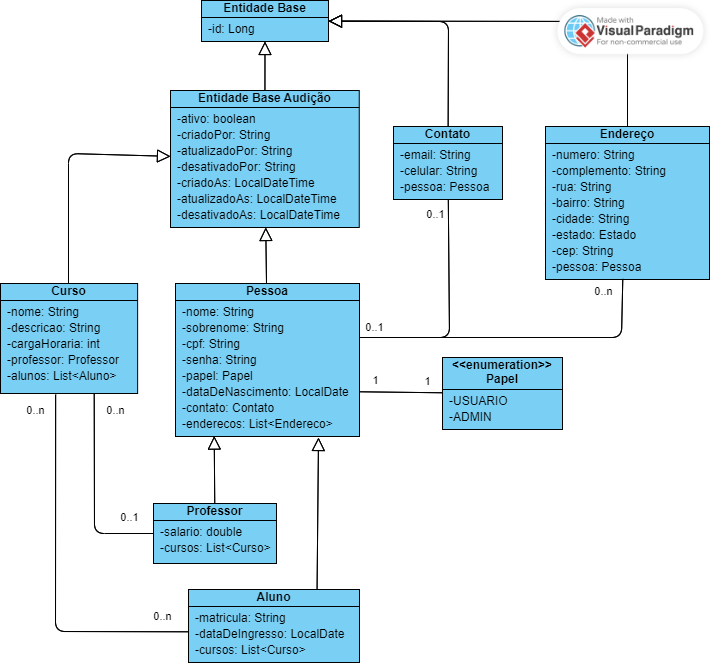 Entidade Base
-id: Long
Made with
Visual Paradigm
For non-commercial use
Entidade Base Audição
-ativo: boolean
-criadoPor: String
-atualizadoPor: String
-desativadoPor: String
-criadoAs: LocalDateTime
-atualizadoAs: LocalDateTime
-desativadoAs: LocalDateTime
Contato
-email: String
-celular: String
-pessoa: Pessoa
0..1
Endereço
-numero: String
-complemento: String
-rua: String
-bairro: String
-cidade: String
-estado: Estado
-cep: String
-pessoa: Pessoa
0..n
Curso
-nome: String
-descricao: String
-cargaHoraria: int
-professor: Professor
-alunos: List<Aluno>
0..n
0..n
Pessoa
-nome: String
-sobrenome: String
-cpf: String
-senha: String
-papel: Papel
-dataDeNascimento: LocalDate
-contato: Contato
-enderecos: List<Endereco>
0..1
1
1
<<enumeration>>
Papel
-USUARIO
-ADMIN
0..1
Professor
-salario: double
-cursos: List<Curso>
0..n
Aluno
-matricula: String
-dataDeIngresso: LocalDate
-cursos: List<Curso>